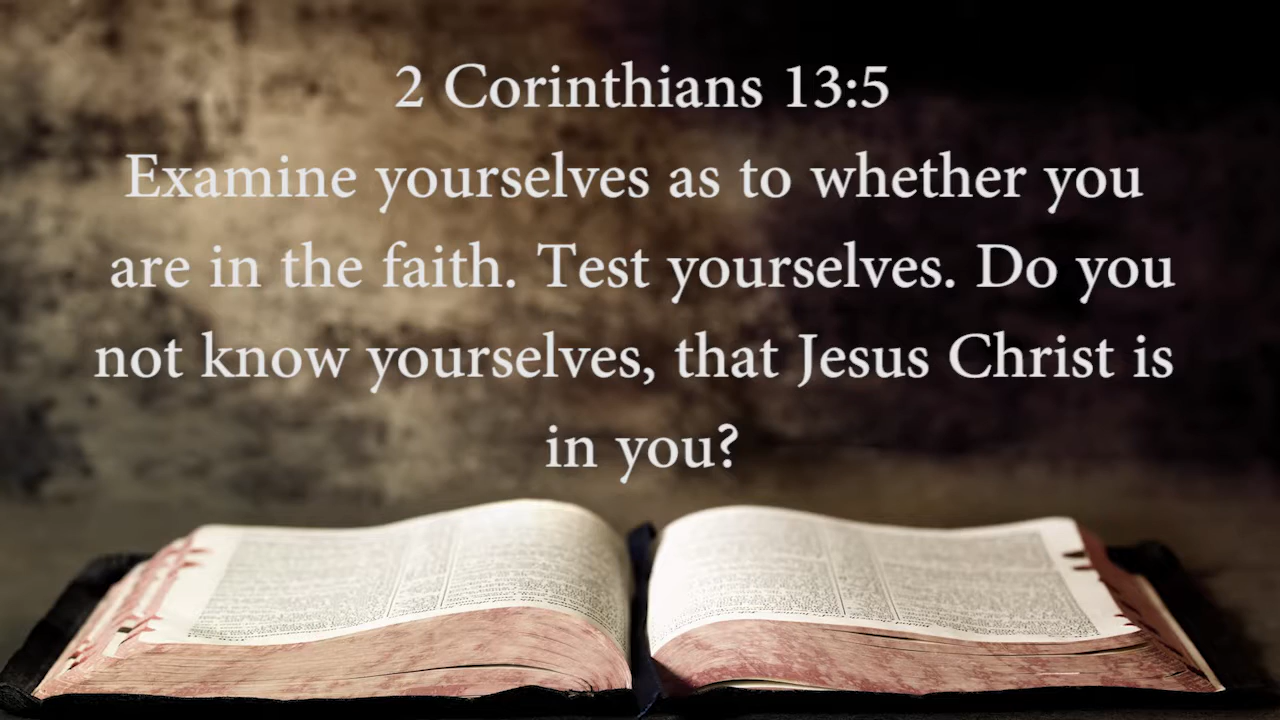 2 Corinthians 13:5
Examine yourselves as to whether you
are in the faith. Test yourselves. Do you
not know yourselves, that Jesus Christ is
in you?